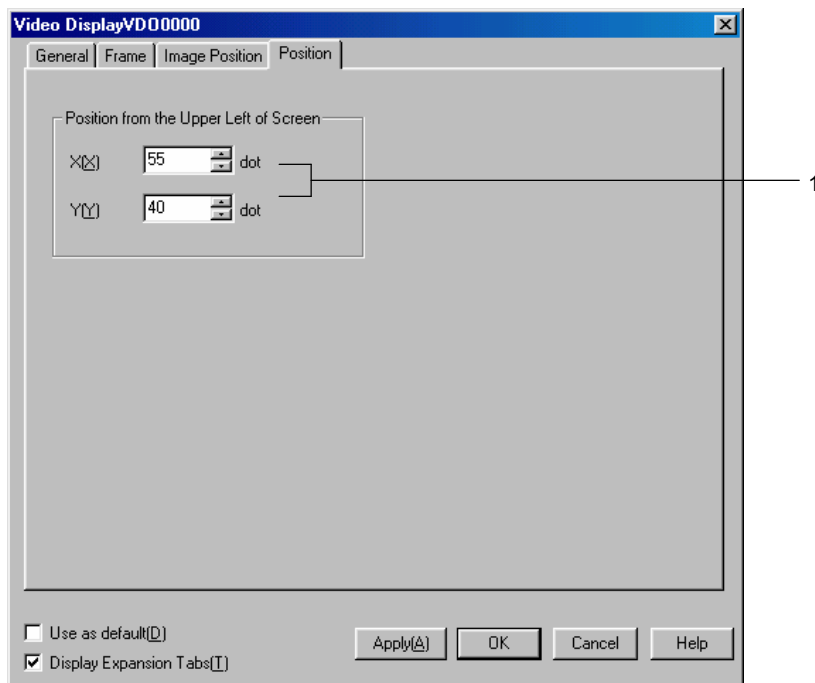 Video DisplayVDO0000
General Frame Image Position Position
Position from the Upper Left of Screen
X(X) 55 dot
1
Y(Y) 40 dot
Use as default(D)
Display Expansion Tabs(T)
Apply(A) OK Cancel Help